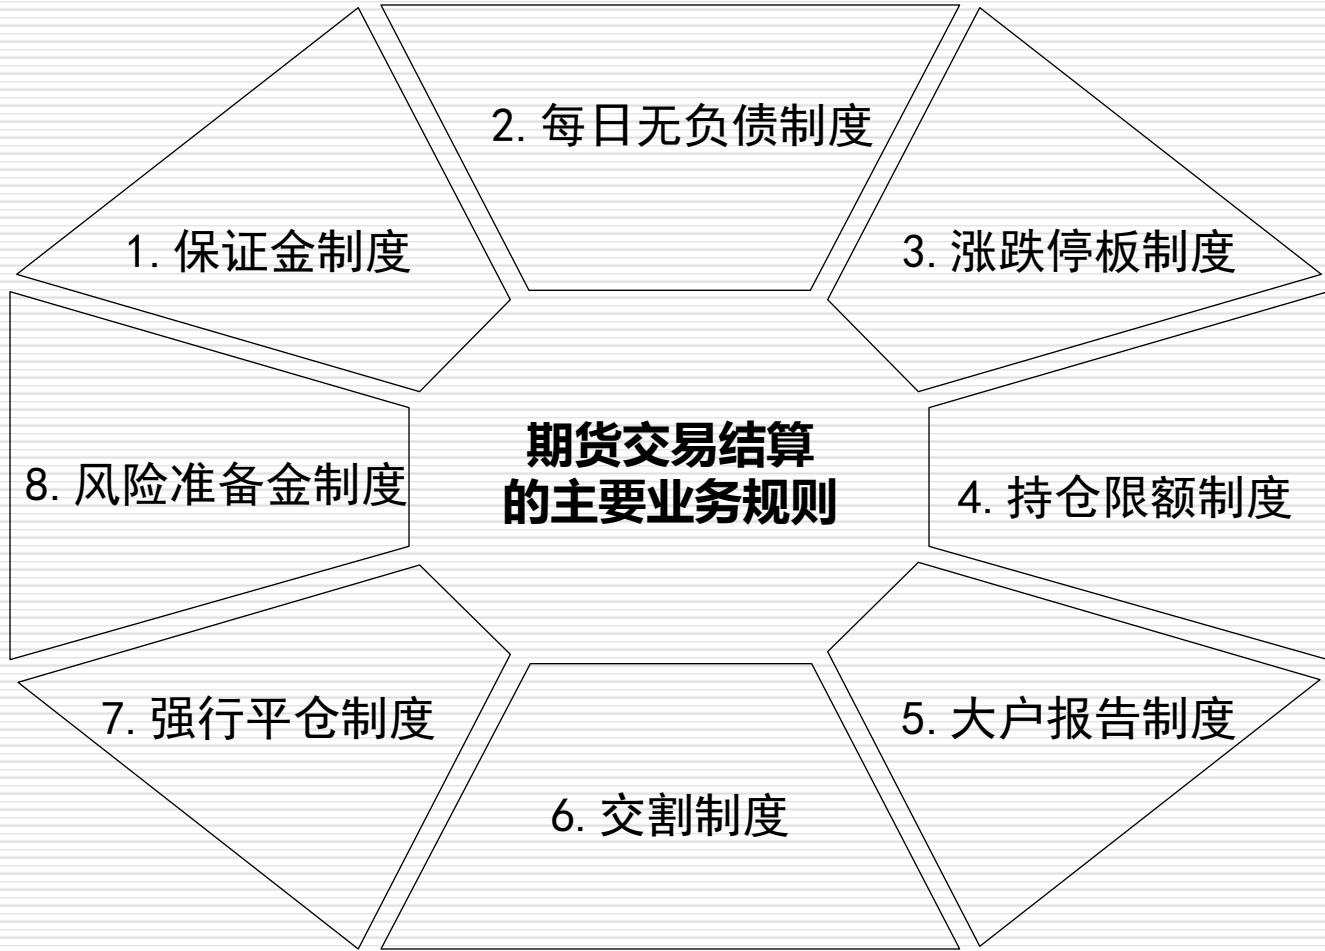 2. 每日无负债制度
1. 保证金制度
3. 涨跌停板制度
期货交易结算
的主要业务规则
8. 风险准备金制度
4. 持仓限额制度
7. 强行平仓制度
5. 大户报告制度
6. 交割制度